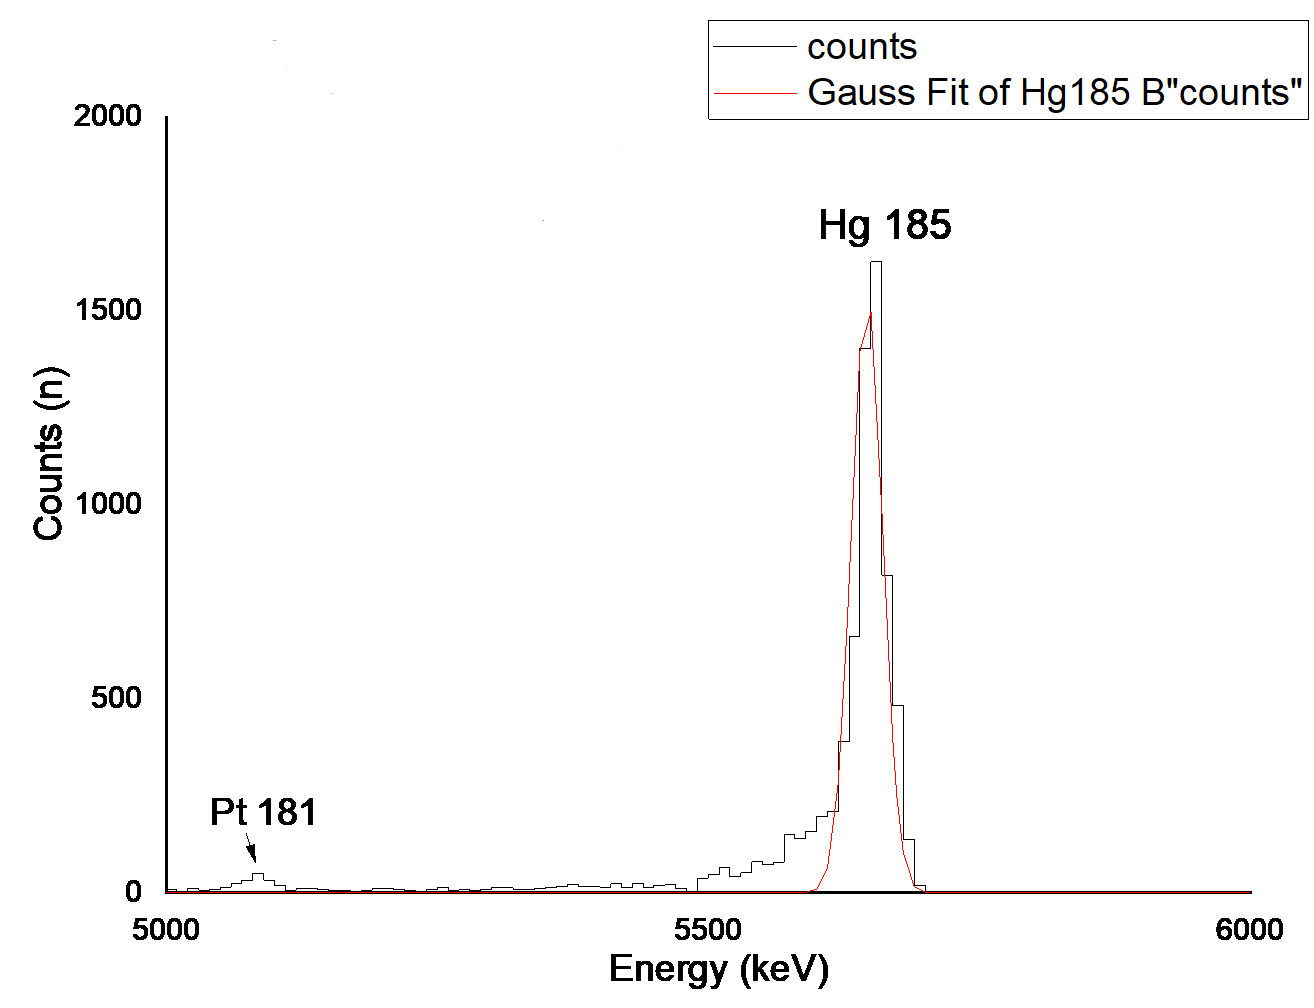 counts
Gauss Fit of Hg185 B"counts"
2000
Hg 185
1500
Counts (n)
1000
500
Pt 181
0
5000
5500
6000
Energy (keV)